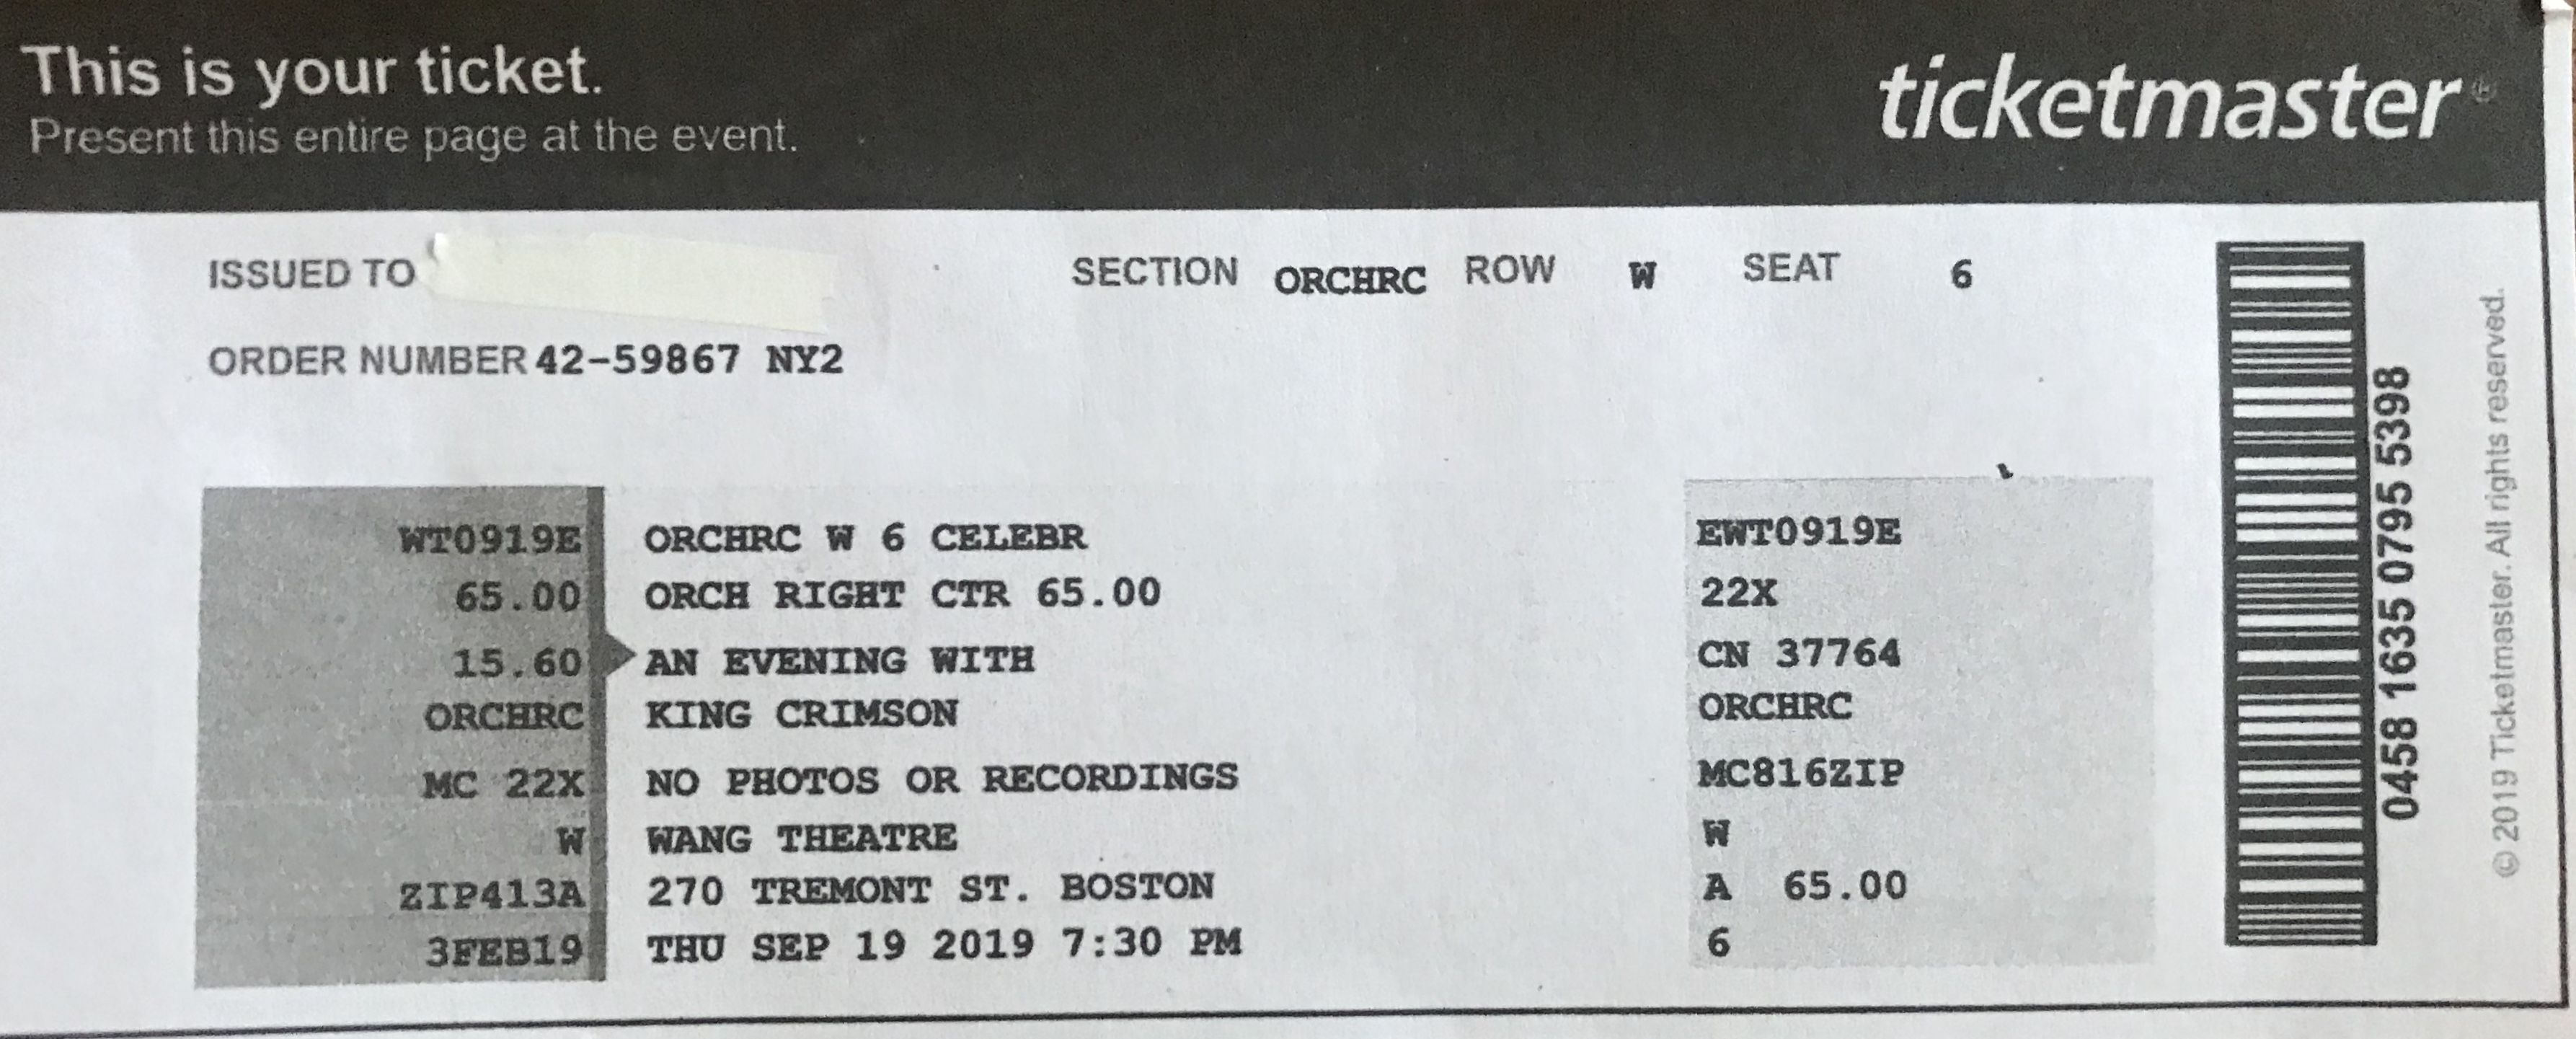 This is your ticket.
Present this entire page at the event.
ticketmaster®
ISSUED TO
SECTION ORCHRC ROW W SEAT 6
ORDER NUMBER 42-59867 NY2
WT0919E
65.00
15.60
ORCHRC
MC 22X
W
ZIP413A
3FEB19
ORCHRC W 6 CELEBR
ORCH RIGHT CTR 65.00
AN EVENING WITH
KING CRIMSON
NO PHOTOS OR RECORDINGS
WANG THEATRE
270 TREMONT ST. BOSTON
THU SEP 19 2019 7:30 PM
EWT0919E
22X
CN 37764
ORCHRC
MC816ZIP
W
A 65.00
6
0458 1635 0795 5398
© 2019 Ticketmaster. All rights reserved.